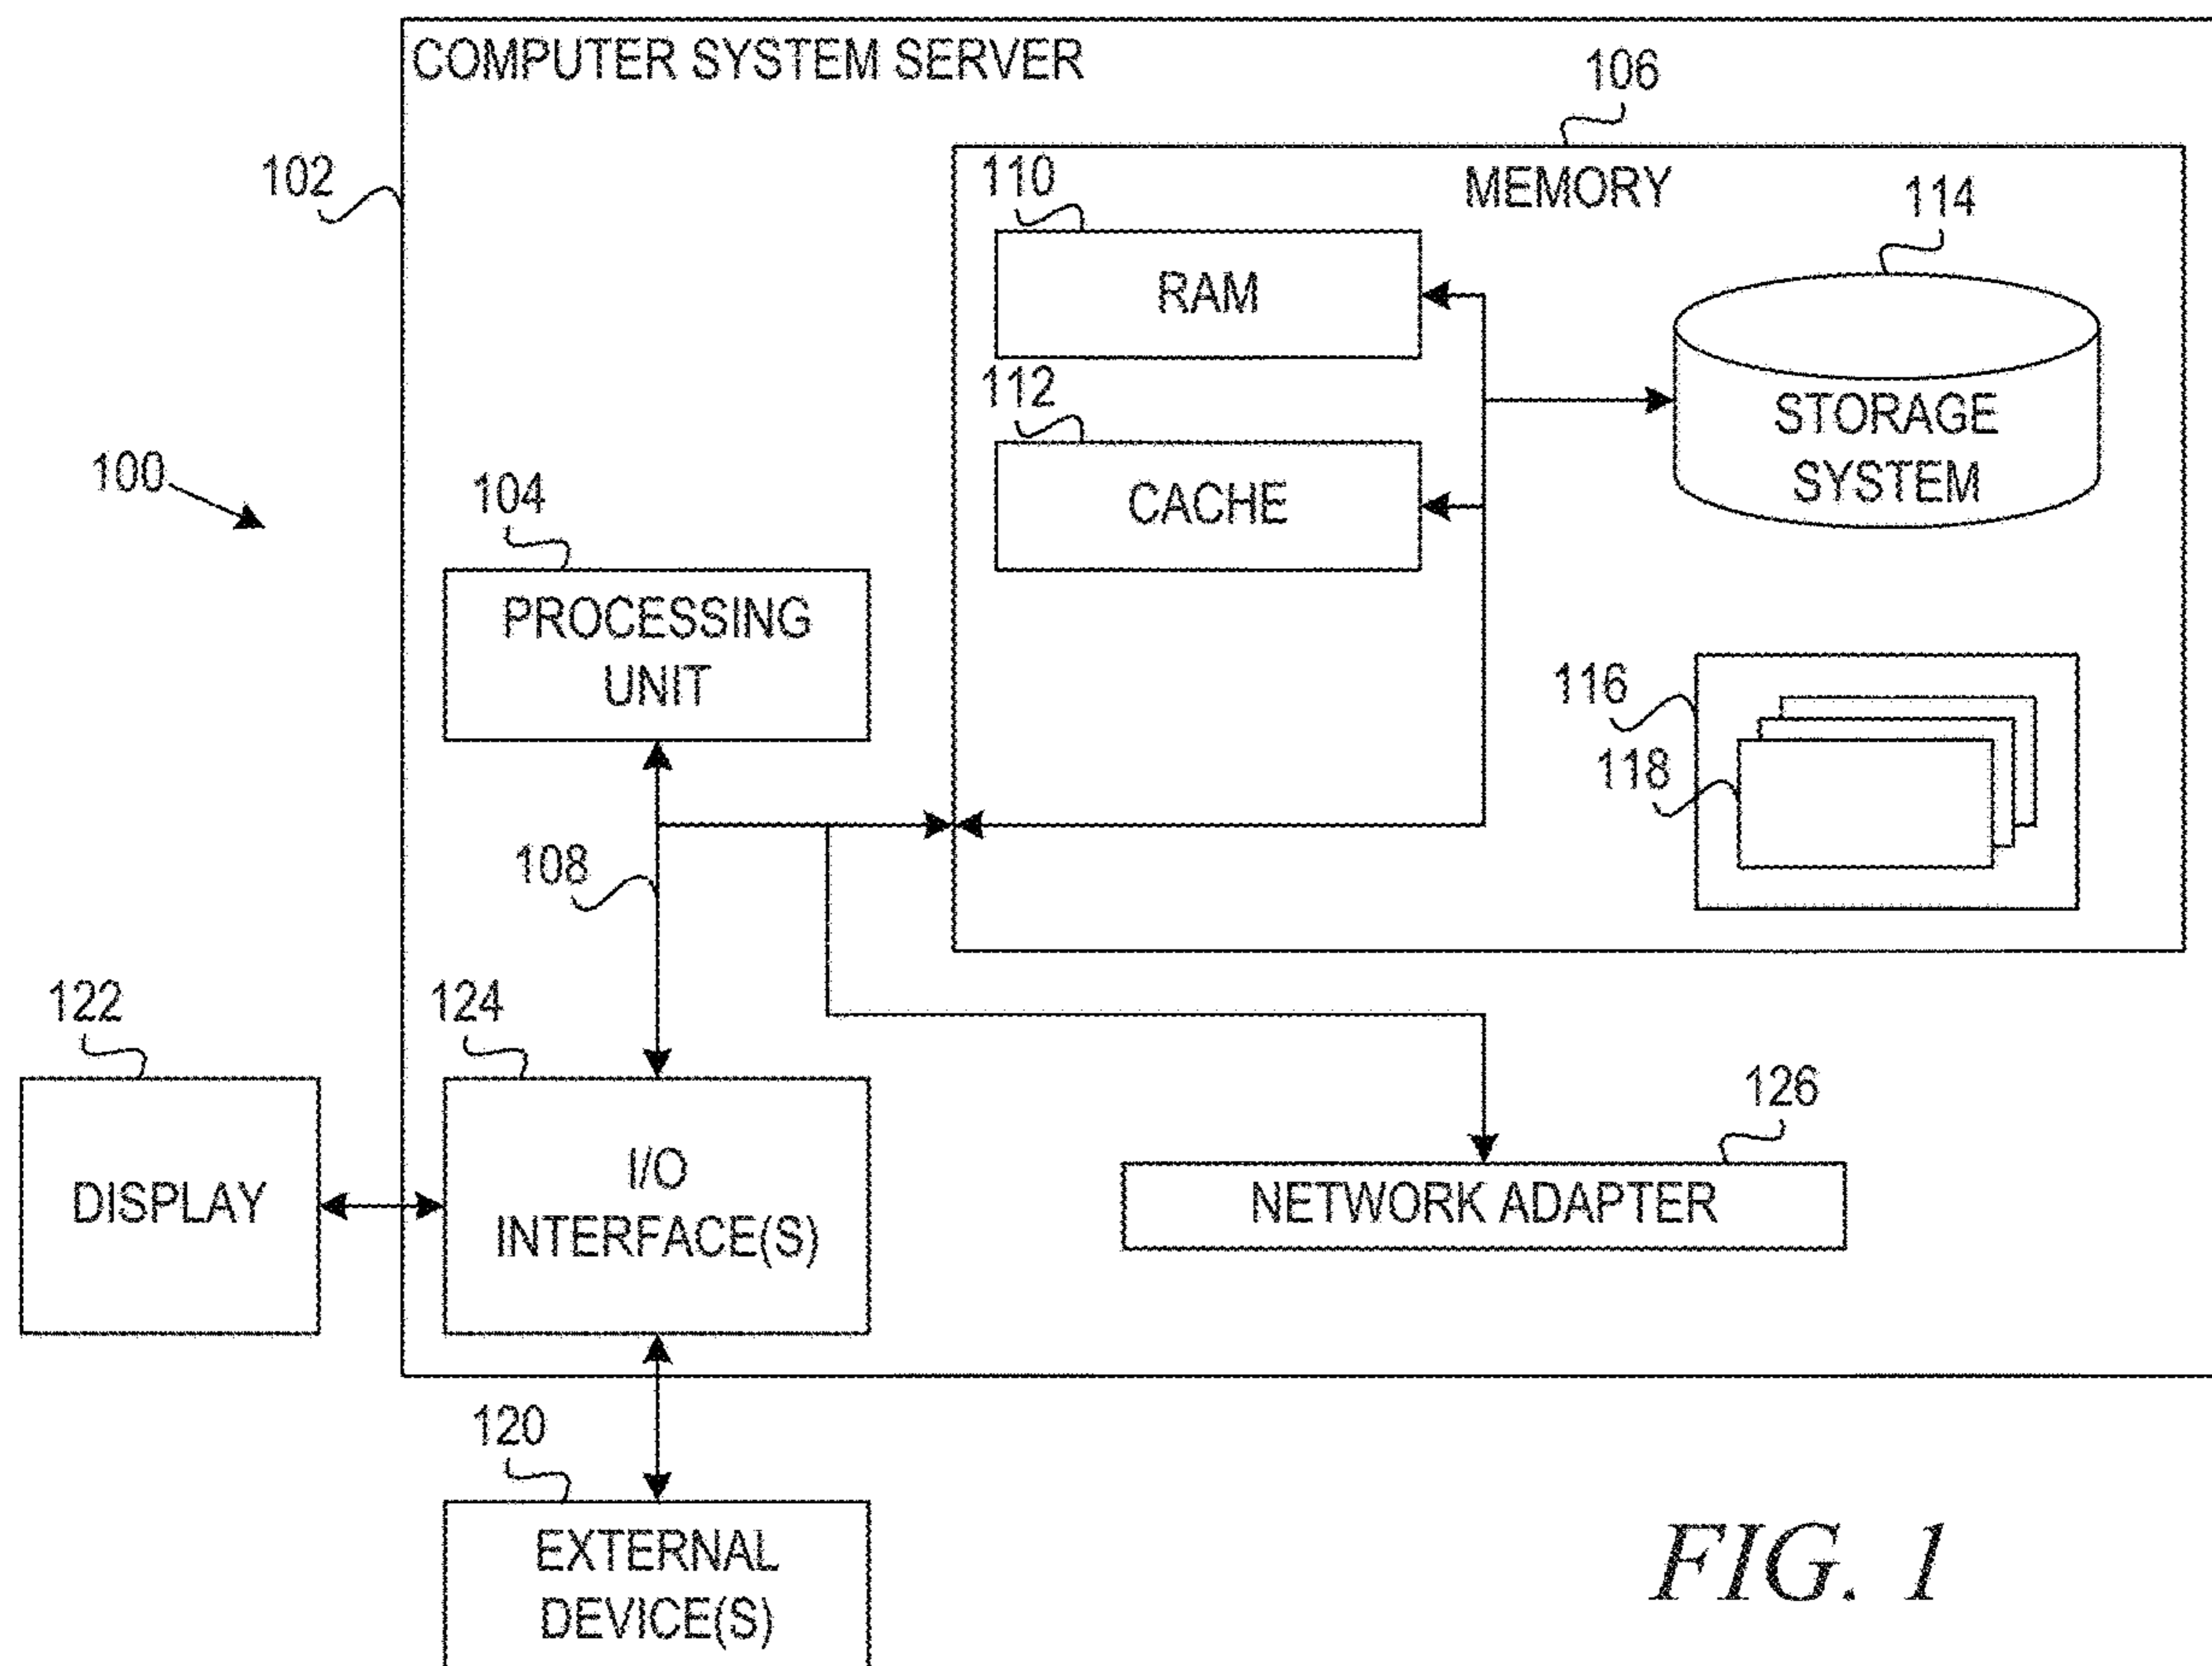 COMPUTER SYSTEM SERVER
106
102
110
MEMORY
114
RAM
112
STORAGE
SYSTEM
100
104
CACHE
PROCESSING
UNIT
116
118
108
122
124
126
DISPLAY
I/O
INTERFACE(S)
NETWORK ADAPTER
120
EXTERNAL
DEVICE(S)
FIG. 1